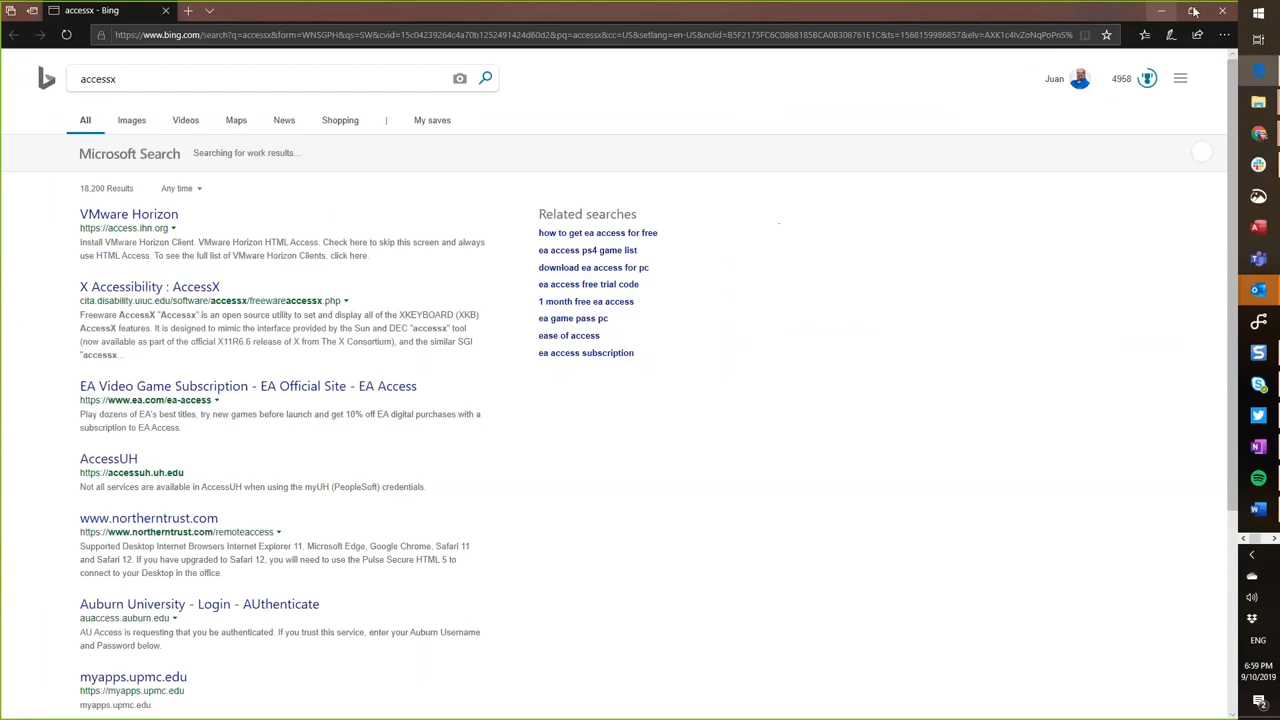 accessx - Bing
https://www.bing.com/search?q=accessx&form=WNSGPH&qs=SW&cvid=15c04239264c4a70b1252491424d60d2&pq=accessx&cc=US&setlang=en-US&nclid=B5F2175FC6C0868185BCA0B308761E1C&ts=1568159986857&elv=AXK1c4IvZoNqPoPnS%
accessx
Juan
4958
All Images Videos Maps News Shopping | My saves
Microsoft Search Searching for work results...
18,200 Results Any time
VMware Horizon
https://access.ihn.org
Install VMware Horizon Client. VMware Horizon HTML Access. Check here to skip this screen and always
use HTML Access. To see the full list of VMware Horizon Clients. click here.
X Accessibility : AccessX
cita.disability.uiuc.edu/software/accessx/freewareaccessx.php
Freeware AccessX "Accessx" is an open source utility to set and display all of the XKEYBOARD (XKB)
AccessX features. It is designed to mimic the interface provided by the Sun and DEC "accessx" tool
(now available as part of the official X11R6.6 release of X from The X Consortium), and the similar SGI
"accessx...
EA Video Game Subscription - EA Official Site - EA Access
https://www.ea.com/ea-access
Play dozens of EA's best titles, try new games before launch and get 10% off EA digital purchases with a
subscription to EA Access.
AccessUH
https://accessuh.uh.edu
Not all services are available in AccessUH when using the myUH (PeopleSoft) credentials.
www.northerntrust.com
https://www.northerntrust.com/remoteaccess
Supported Desktop Internet Browsers Internet Explorer 11, Microsoft Edge, Google Chrome, Safari 11
and Safari 12. If you have upgraded to Safari 12, you will need to use the Pulse Secure HTML 5 to
connect to your Desktop in the office.
Auburn University - Login - AUthenticate
auaccess.auburn.edu
AU Access is requesting that you be authenticated. If you trust this service, enter your Auburn Username
and Password below.
myapps.upmc.edu
https://myapps.upmc.edu
myapps.upmc.edu
Related searches
how to get ea access for free
ea access ps4 game list
download ea access for pc
ea access free trial code
1 month free ea access
ea game pass pc
ease of access
ea access subscription
ENG
6:59 PM
9/10/2019
2